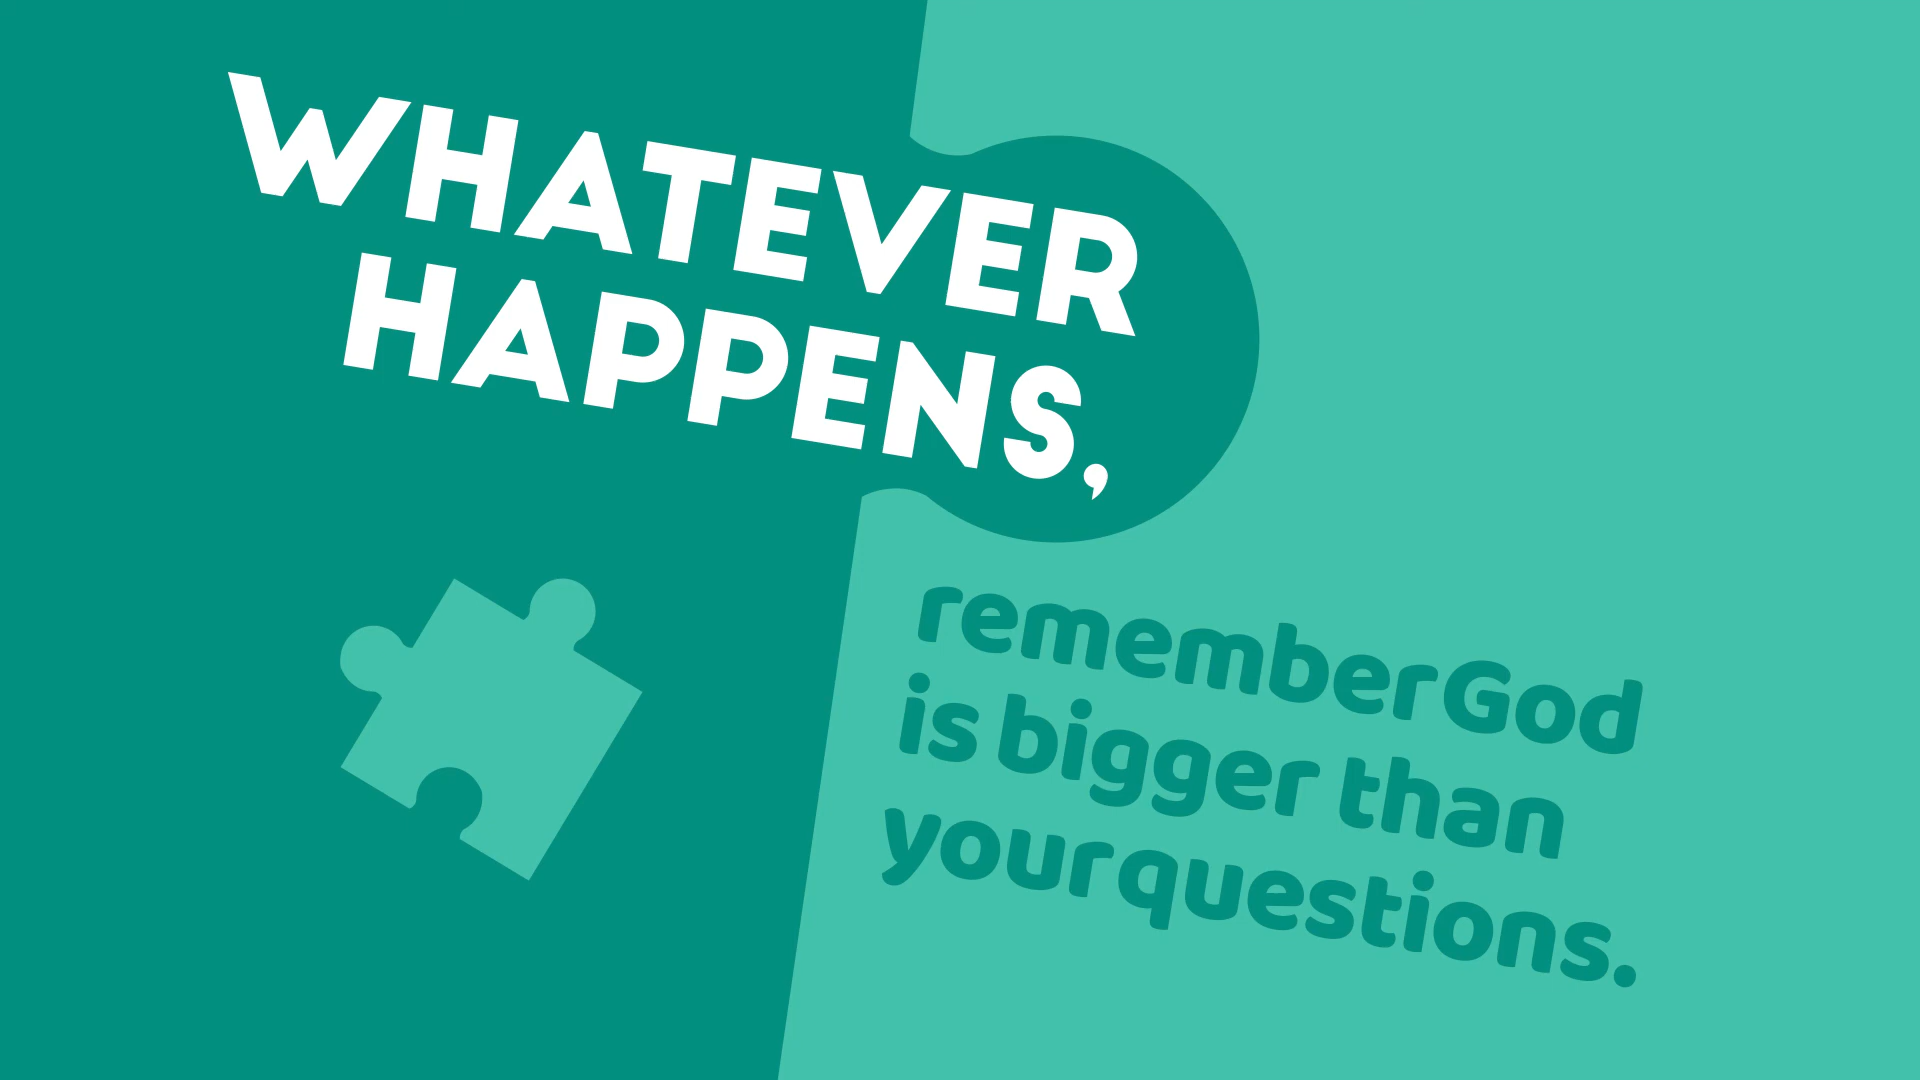 WHATEVER
HAPPENS,
remember God
is bigger than
your questions.